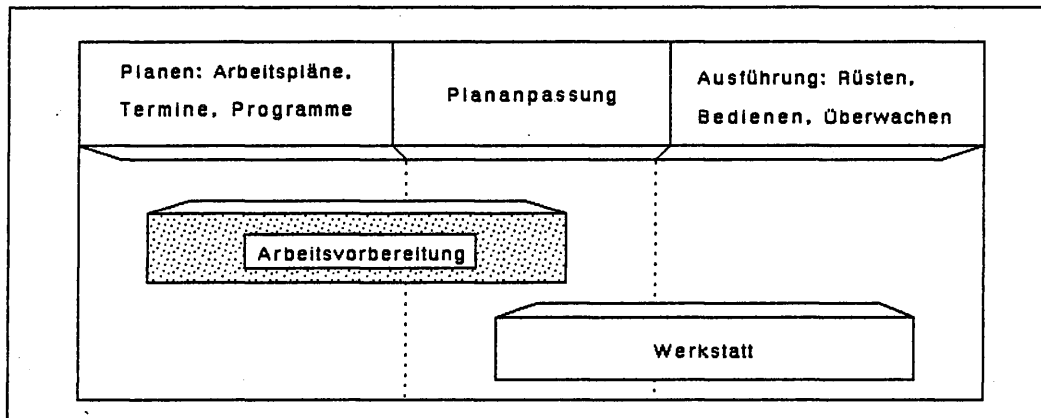 Planen: Arbeitspläne,
Termine, Programme
Plananpassung
Ausführung: Rüsten,
Bedienen, Überwachen
Arbeitsvorbereitung
Werkstatt